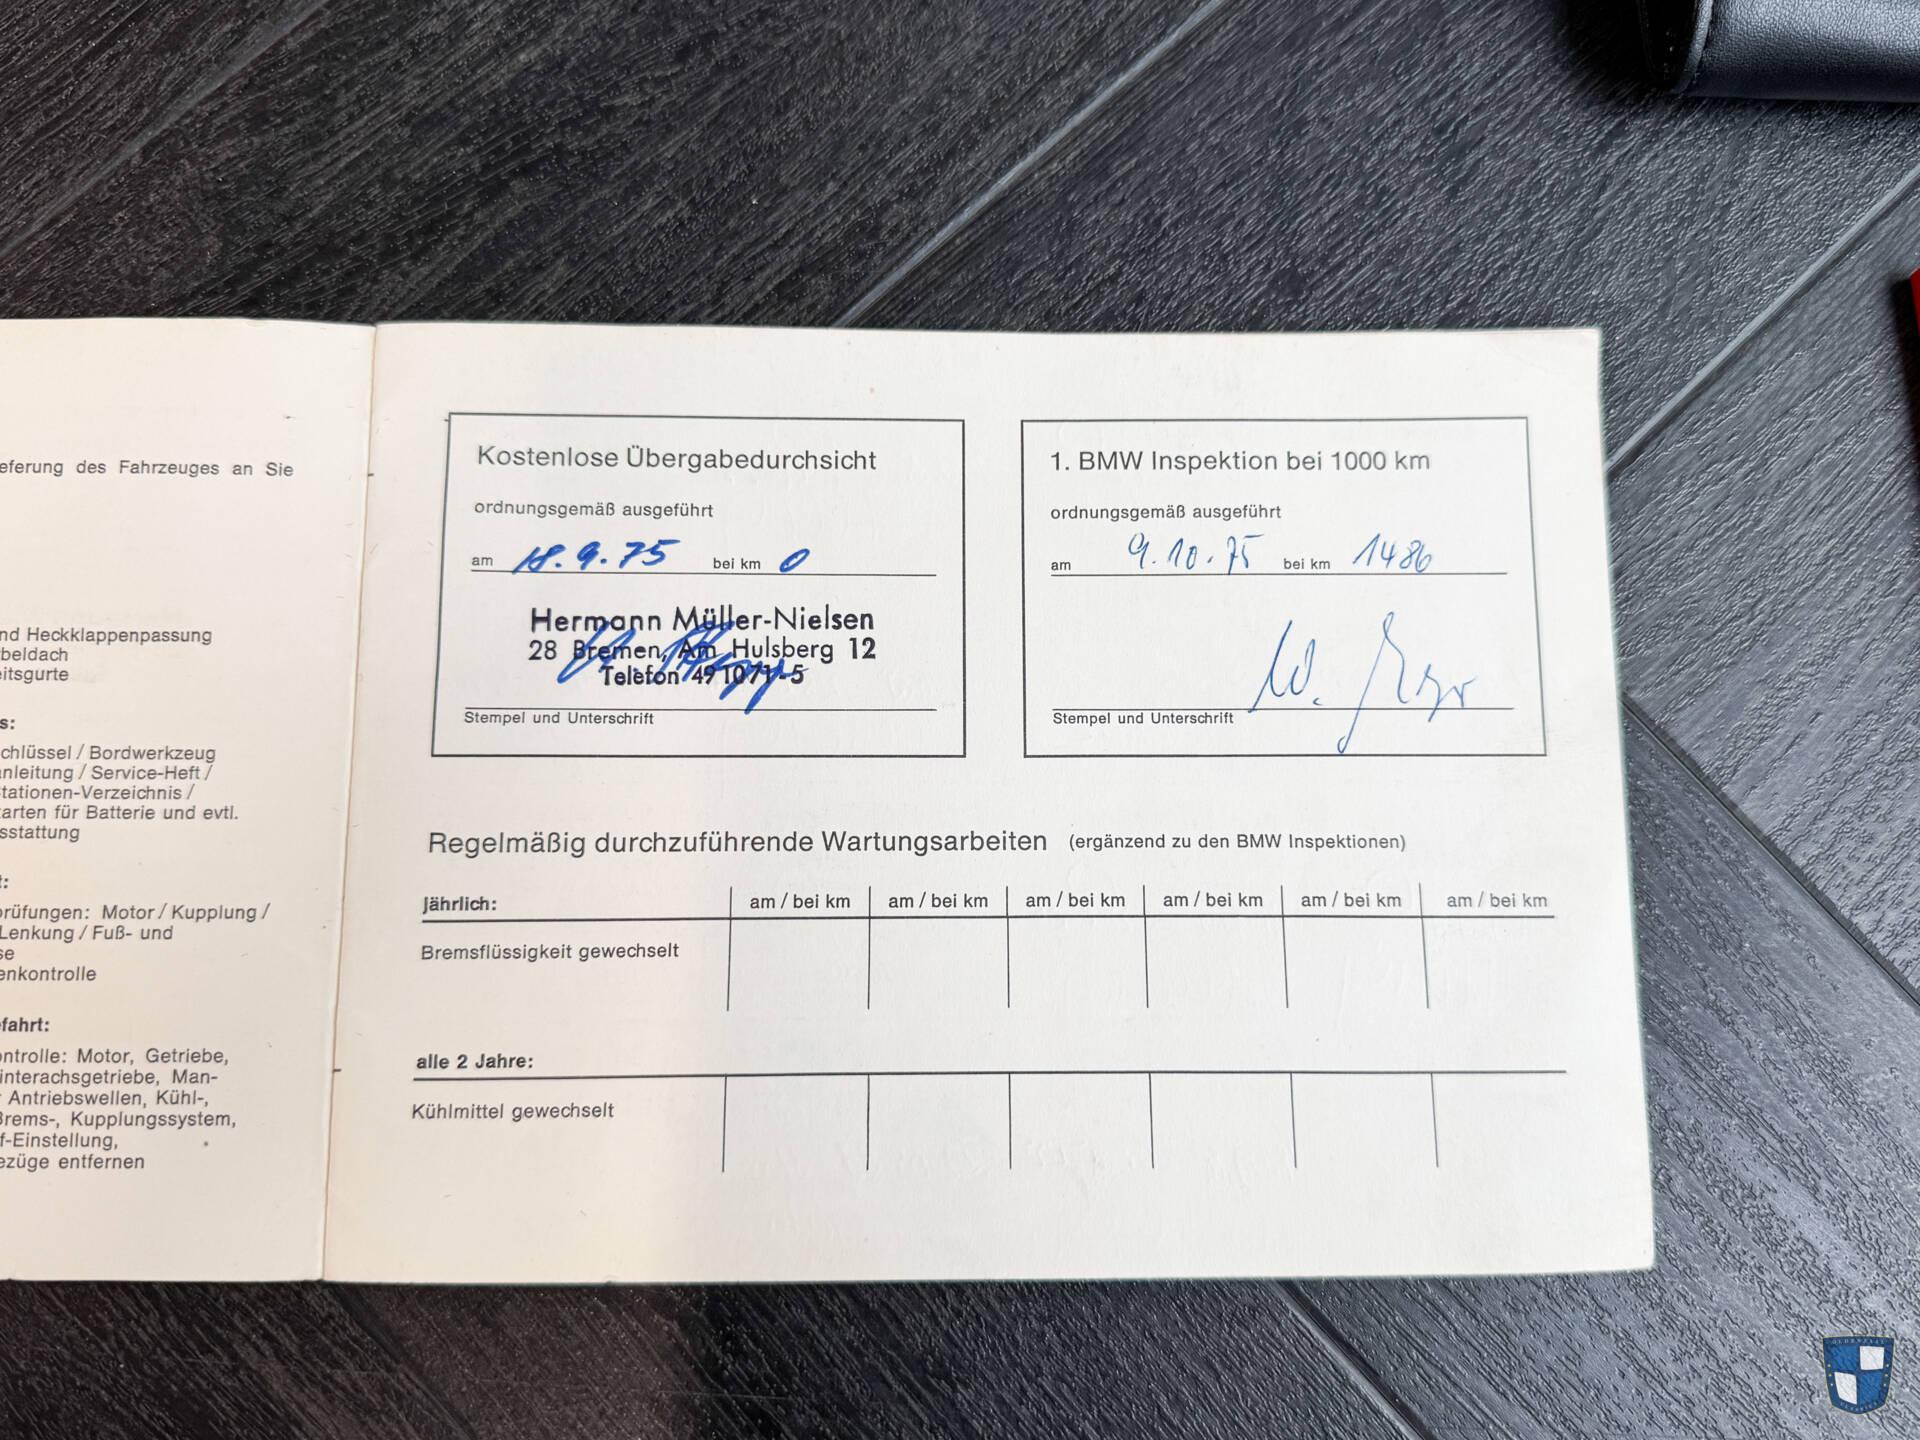 eferung des Fahrzeuges an Sie
nd Heckklappenpassung
beldach
eitsgurte
s:
chlüssel / Bordwerkzeug
nleitung / Service-Heft /
tationen-Verzeichnis /
arten für Batterie und evtl.
sstattung
t:
rüfungen: Motor / Kupplung /
Lenkung / Fuß- und
se
enkontrolle
efahrt:
ontrolle: Motor, Getriebe,
interachsgetriebe, Man-
r Antriebswellen, Kühl-,
Brems-, Kupplungssystem,
f-Einstellung,
ezüge entfernen
Kostenlose Übergabedurchsicht
ordnungsgemäß ausgeführt
am 18.9.75 bei km 0
Hermann Müller-Nielsen
28 Bremen, Am Hulsberg 12
Telefon 49 1071-5
Stempel und Unterschrift
1. BMW Inspektion bei 1000 km
ordnungsgemäß ausgeführt
am 9.10.75 bei km 1486
Stempel und Unterschrift
Regelmäßig durchzuführende Wartungsarbeiten (ergänzend zu den BMW Inspektionen)
jährlich: am / bei km am / bei km am / bei km am / bei km am / bei km am / bei km
Bremsflüssigkeit gewechselt
alle 2 Jahre:
Kühlmittel gewechselt